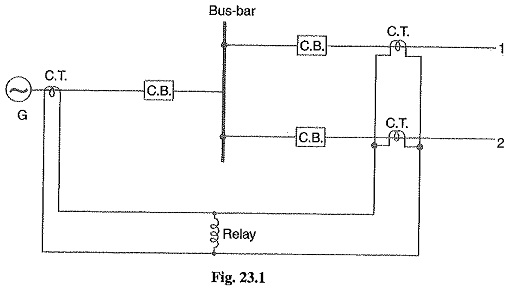 Bus-bar
C.T.
C.B.
1
C.T.
C.B.
G
C.T.
C.B.
2
Relay
Fig. 23.1